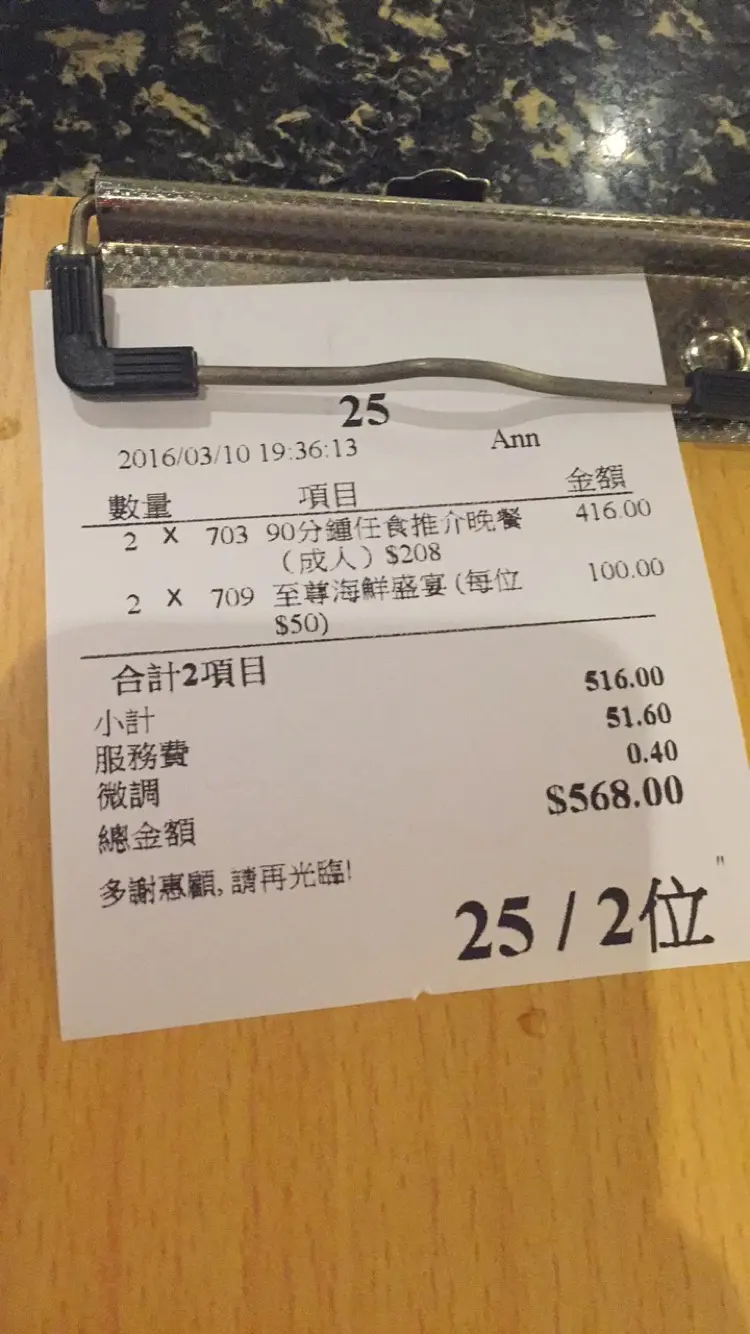 25
2016/03/10 19:36:13 Ann
數量 項目 金額
2 X 703 90分鍾任食推介晚餐 416.00
（成人）$208
2 X 709 至尊海鮮盛宴(每位 100.00
$50)
合計2項目
小計 516.00
服務費 51.60
微調 0.40
總金額 $568.00
多謝惠顧,請再光臨!
"
25 / 2位